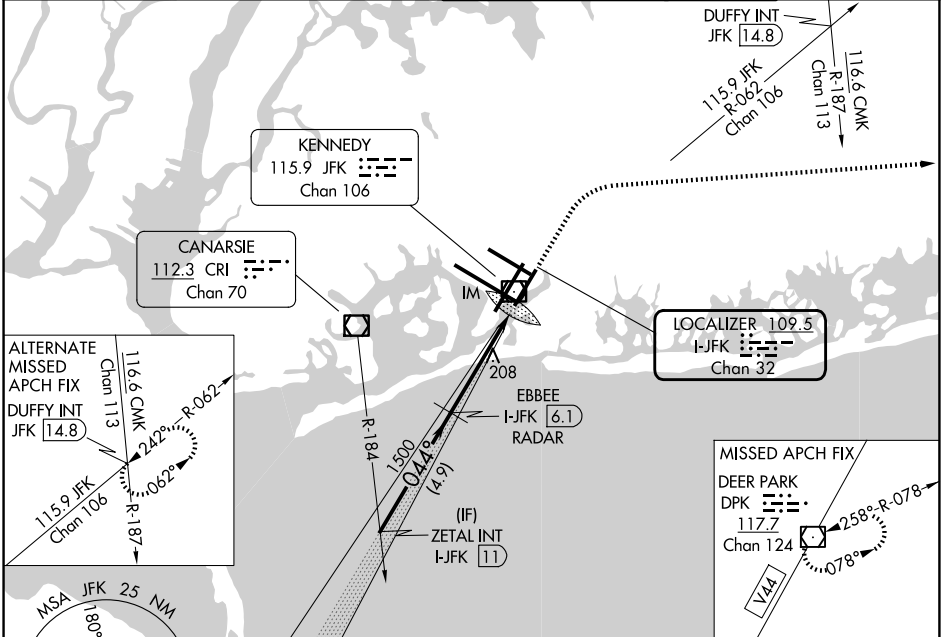 DUFFY INT
JFK 14.8
115.9 JFK
R-062
Chan 106
116.6 CMK
R-187
Chan 113
KENNEDY
115.9 JFK
Chan 106
CANARSIE
112.3 CRI
Chan 70
IM
LOCALIZER 109.5
I-JFK
Chan 32
208
EBBEE
I-JFK 6.1
RADAR
R-184
1500
044°
(4.9)
(IF)
ZETAL INT
I-JFK 11
ALTERNATE
MISSED
APCH FIX
DUFFY INT
JFK 14.8
116.6 CMK
Chan 113
R-062
242°
062°
115.9 JFK
Chan 106
R-187
MISSED APCH FIX
DEER PARK
DPK
117.7
Chan 124
258°
R-078
078°
V44
MSA JFK 25 NM
180°